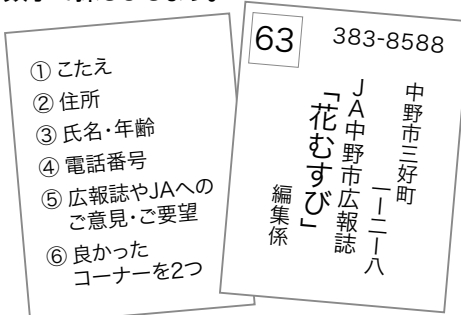 ① こたえ
② 住所
③ 氏名・年齢
④ 電話番号
⑤ 広報誌やJAへの
ご意見・ご要望
⑥ 良かった
コーナーを2つ
63
383-8588
中野市三好町
一ー二ー八
JA中野市広報誌
「花むすび」
編集係